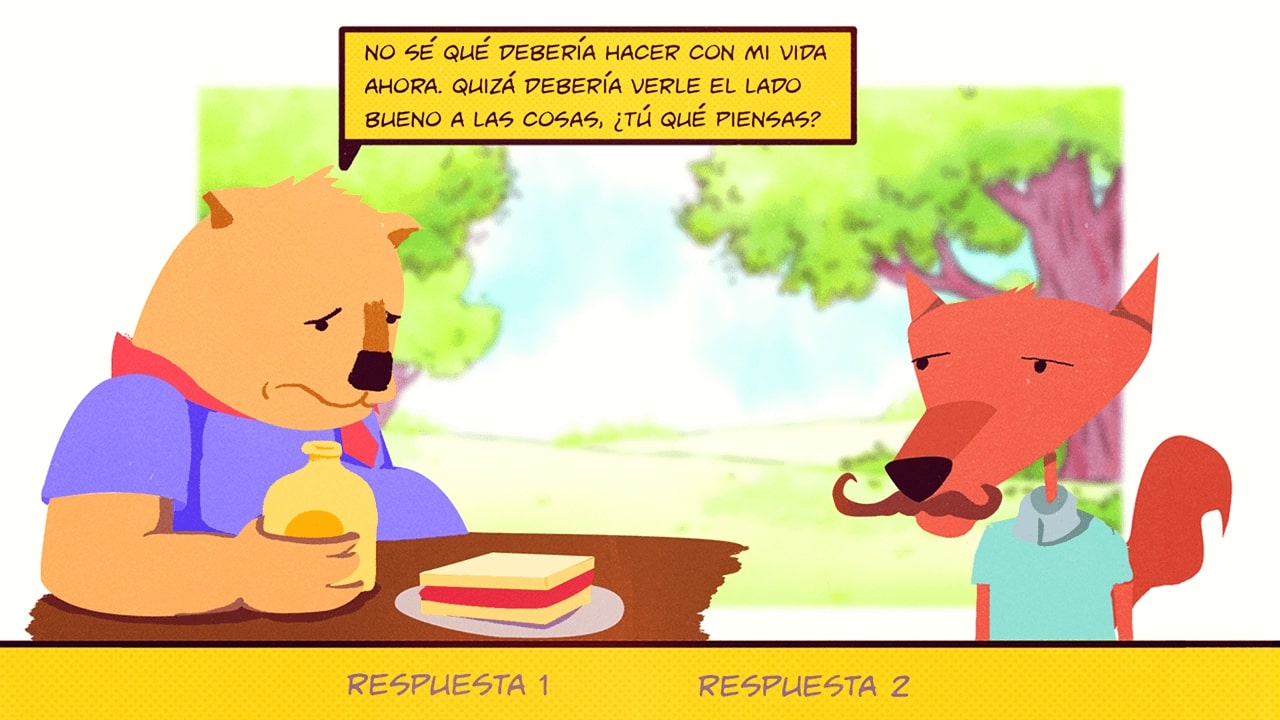 NO SÉ QUÉ DEBERÍA HACER CON MI VIDA
AHORA. QUIZÁ DEBERÍA VERLE EL LADO
BUENO A LAS COSAS, ¿TÚ QUÉ PIENSAS?
RESPUESTA 1
RESPUESTA 2